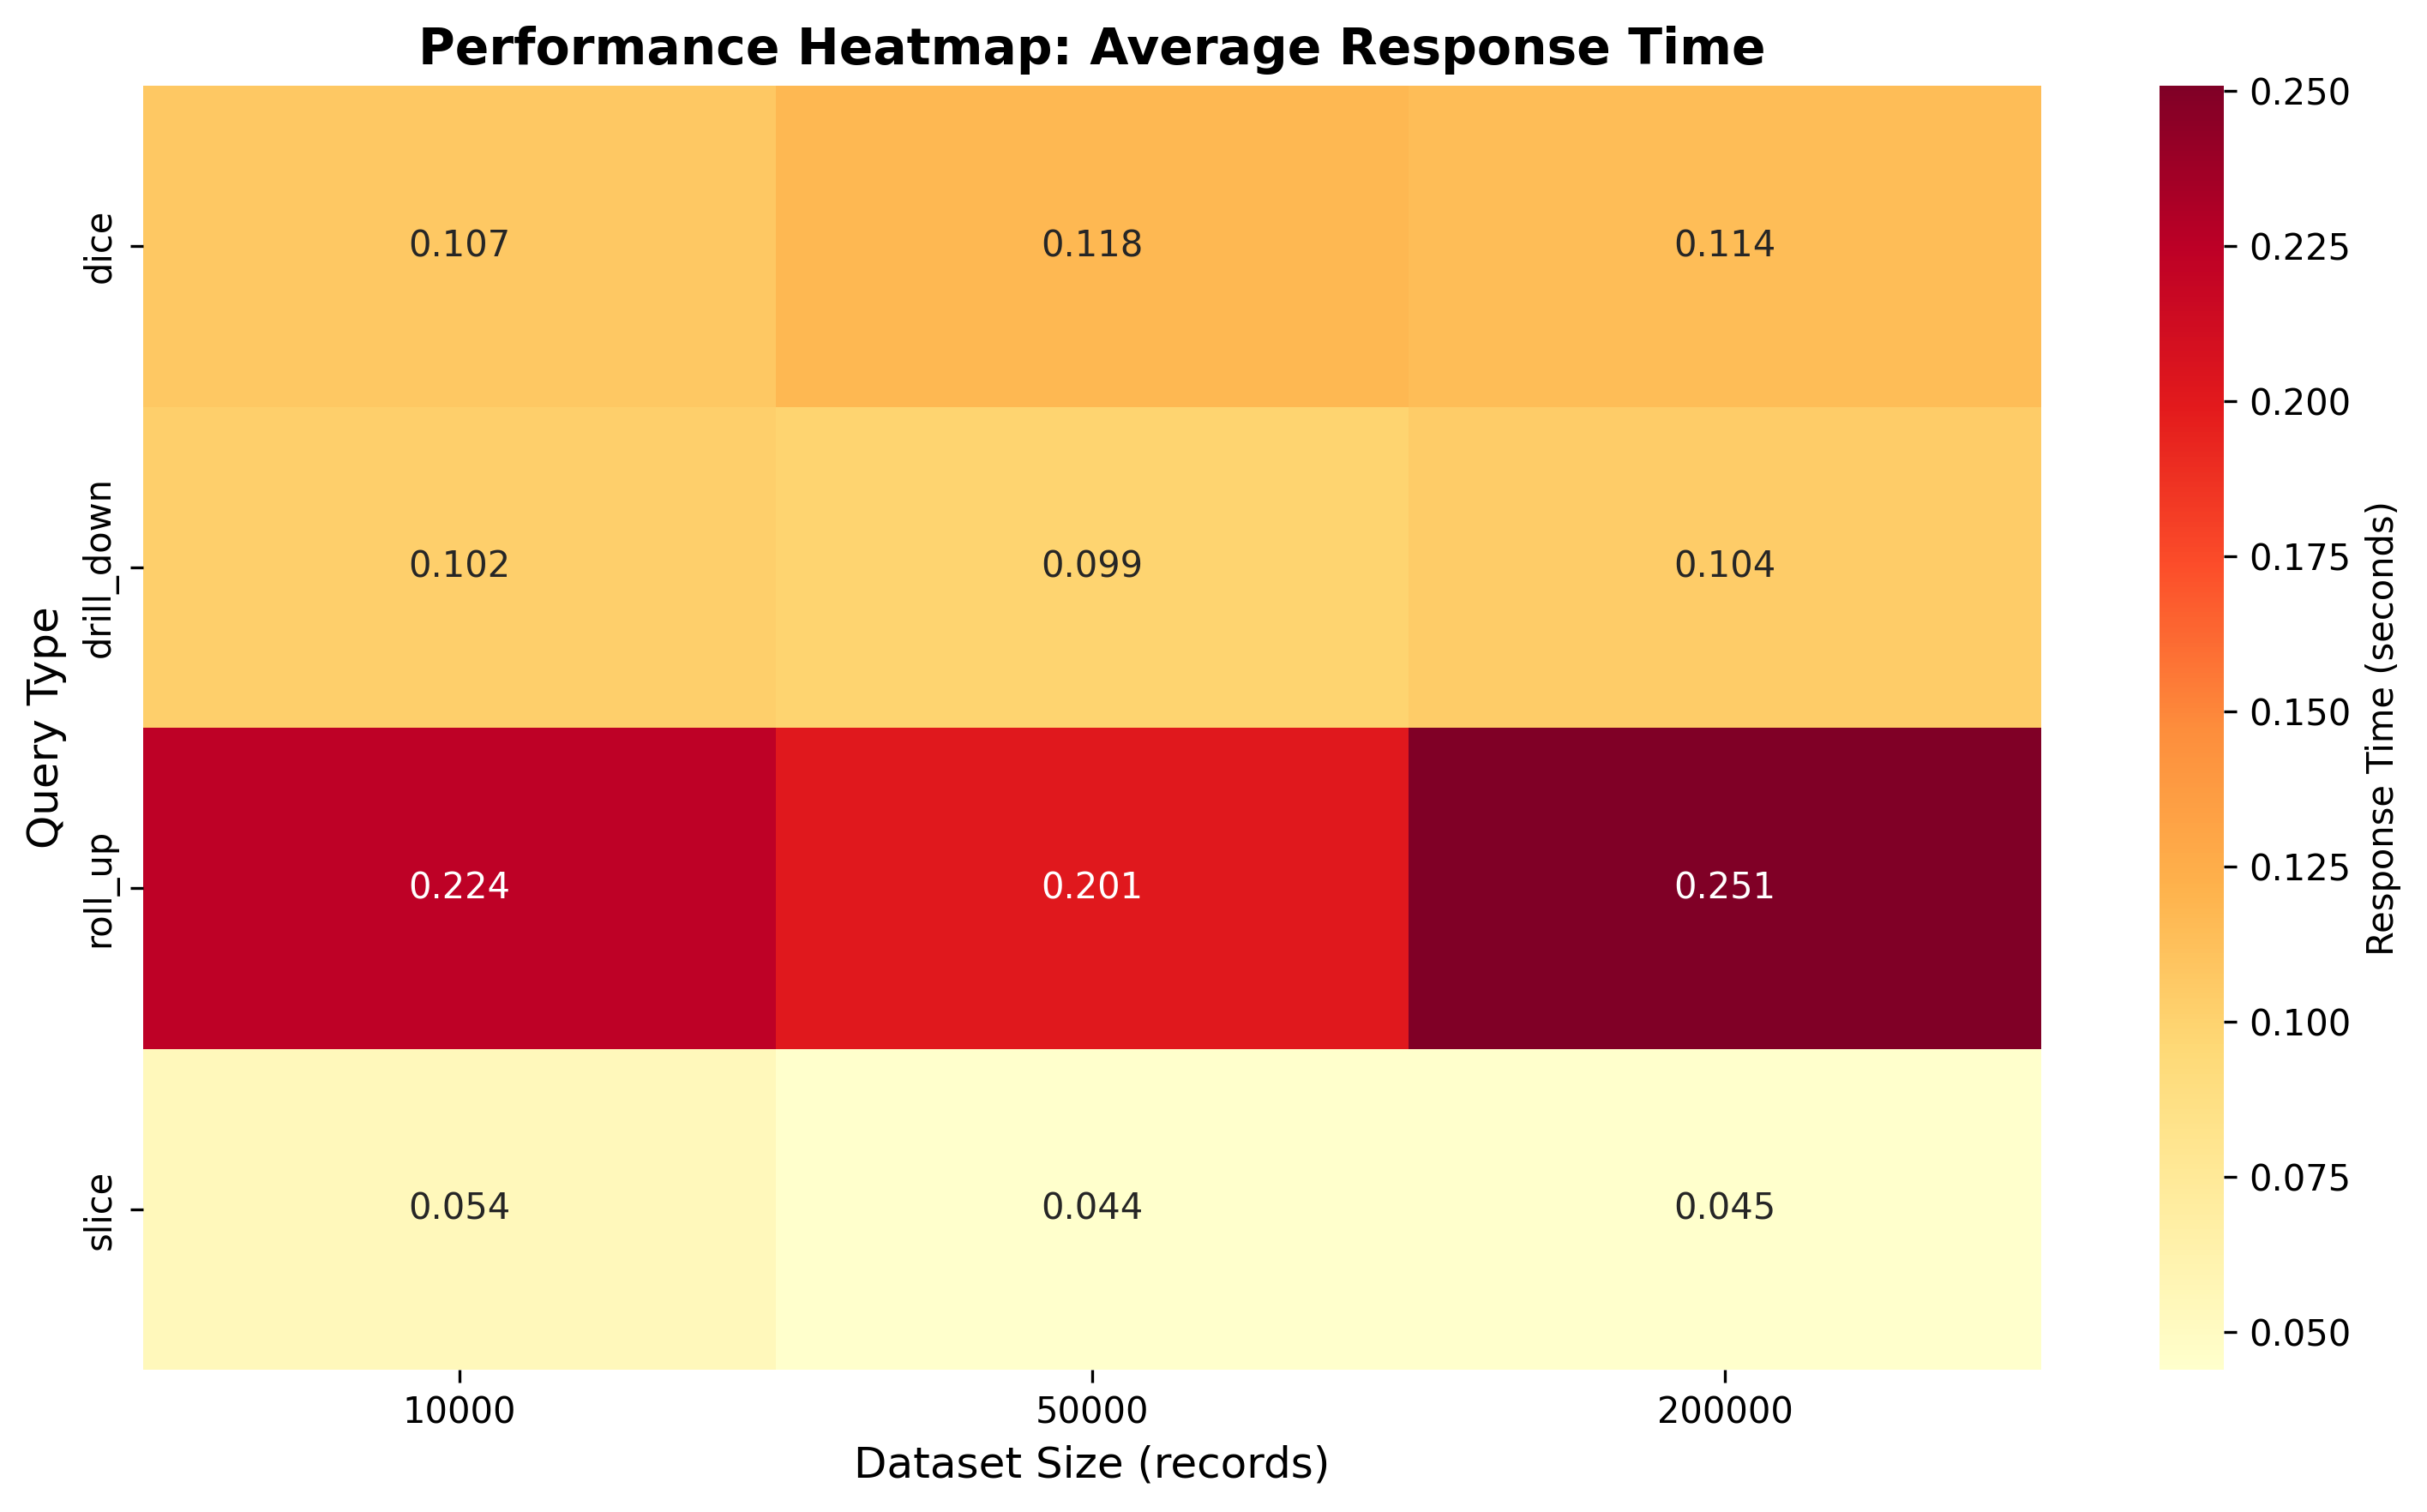 Performance Heatmap: Average Response Time
Query Type
dice
0.107 0.118 0.114
drill_down
0.102 0.099 0.104
roll_up
0.224 0.201 0.251
slice
0.054 0.044 0.045
10000 50000 200000
Dataset Size (records)
0.250
0.225
0.200
0.175
0.150
0.125
0.100
0.075
0.050
Response Time (seconds)